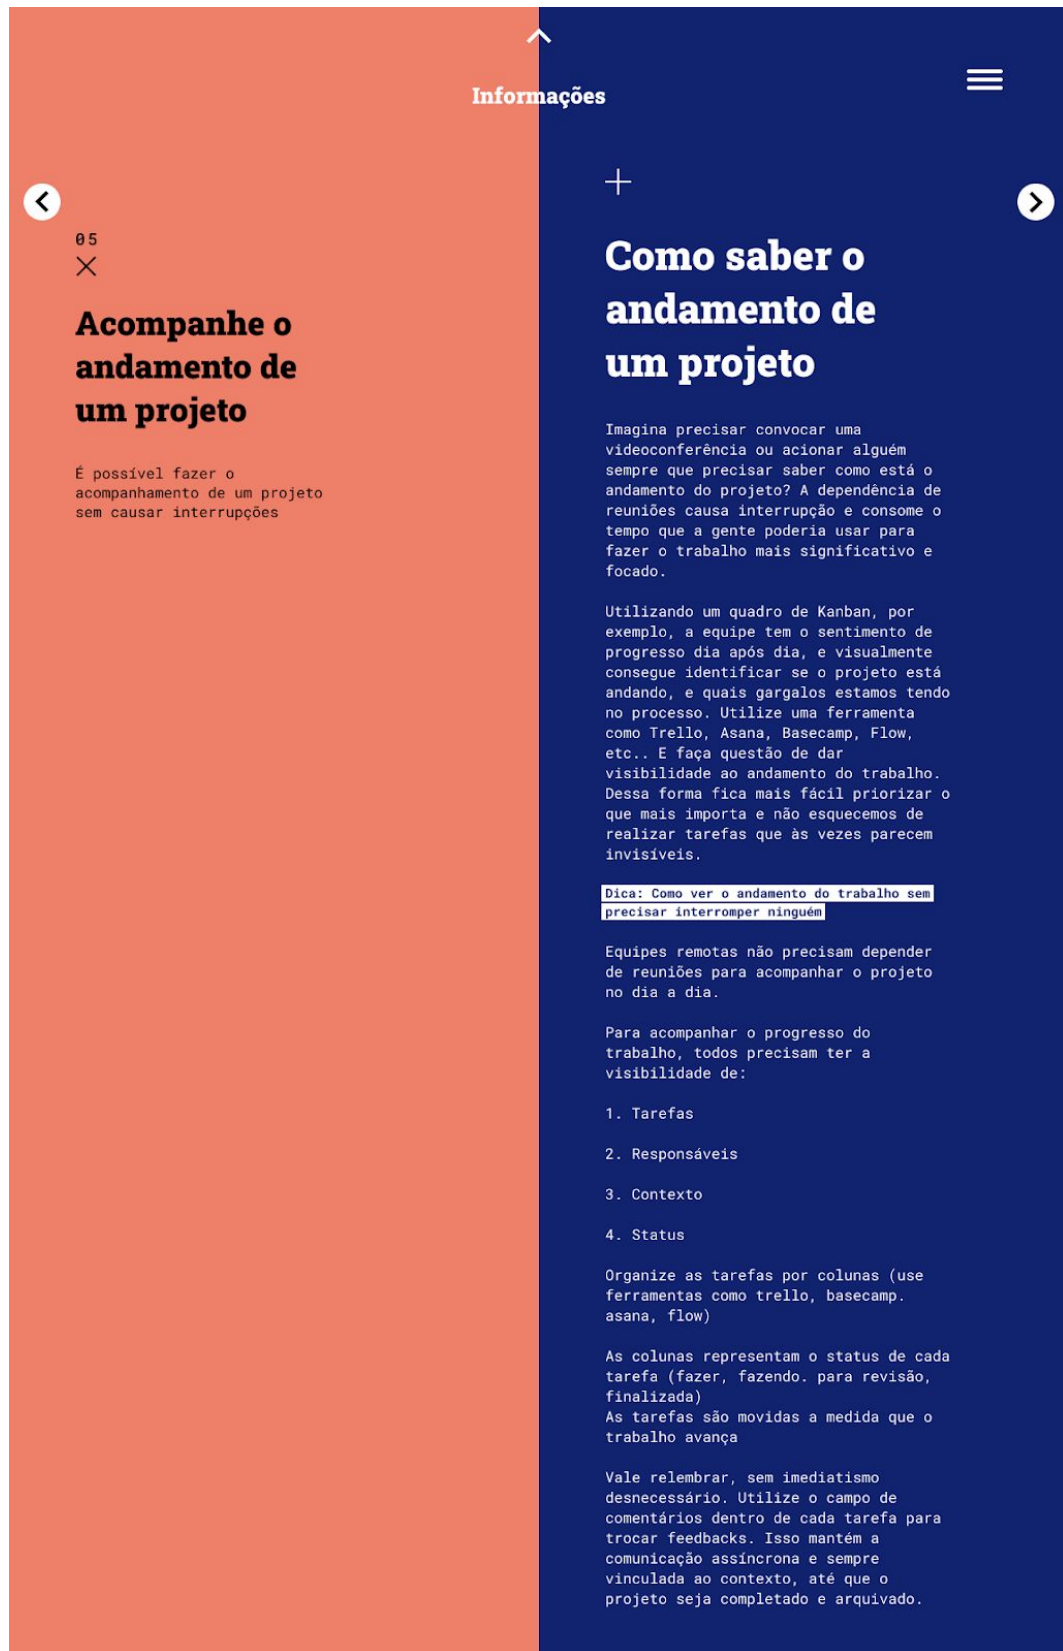 Informações
05
Acompanhe o
andamento de
um projeto
É possível fazer o
acompanhamento de um projeto
sem causar interrupções
Como saber o
andamento de
um projeto
Imagina precisar convocar uma
videoconferência ou acionar alguém
sempre que precisar saber como está o
andamento do projeto? A dependência de
reuniões causa interrupção e consome o
tempo que a gente poderia usar para
fazer o trabalho mais significativo e
focado.
Utilizando um quadro de Kanban, por
exemplo, a equipe tem o sentimento de
progresso dia após dia, e visualmente
consegue identificar se o projeto está
andando, e quais gargalos estamos tendo
no processo. Utilize uma ferramenta
como Trello, Asana, Basecamp, Flow,
etc.. E faça questão de dar
visibilidade ao andamento do trabalho.
Dessa forma fica mais fácil priorizar o
que mais importa e não esquecemos de
realizar tarefas que às vezes parecem
invisíveis.
Dica: Como ver o andamento do trabalho sem
precisar interromper ninguém
Equipes remotas não precisam depender
de reuniões para acompanhar o projeto
no dia a dia.
Para acompanhar o progresso do
trabalho, todos precisam ter a
visibilidade de:
1. Tarefas
2. Responsáveis
3. Contexto
4. Status
Organize as tarefas por colunas (use
ferramentas como trello, basecamp.
asana, flow)
As colunas representam o status de cada
tarefa (fazer, fazendo. para revisão,
finalizada)
As tarefas são movidas a medida que o
trabalho avança
Vale relembrar, sem imediatismo
desnecessário. Utilize o campo de
comentários dentro de cada tarefa para
trocar feedbacks. Isso mantém a
comunicação assíncrona e sempre
vinculada ao contexto, até que o
projeto seja completado e arquivado.